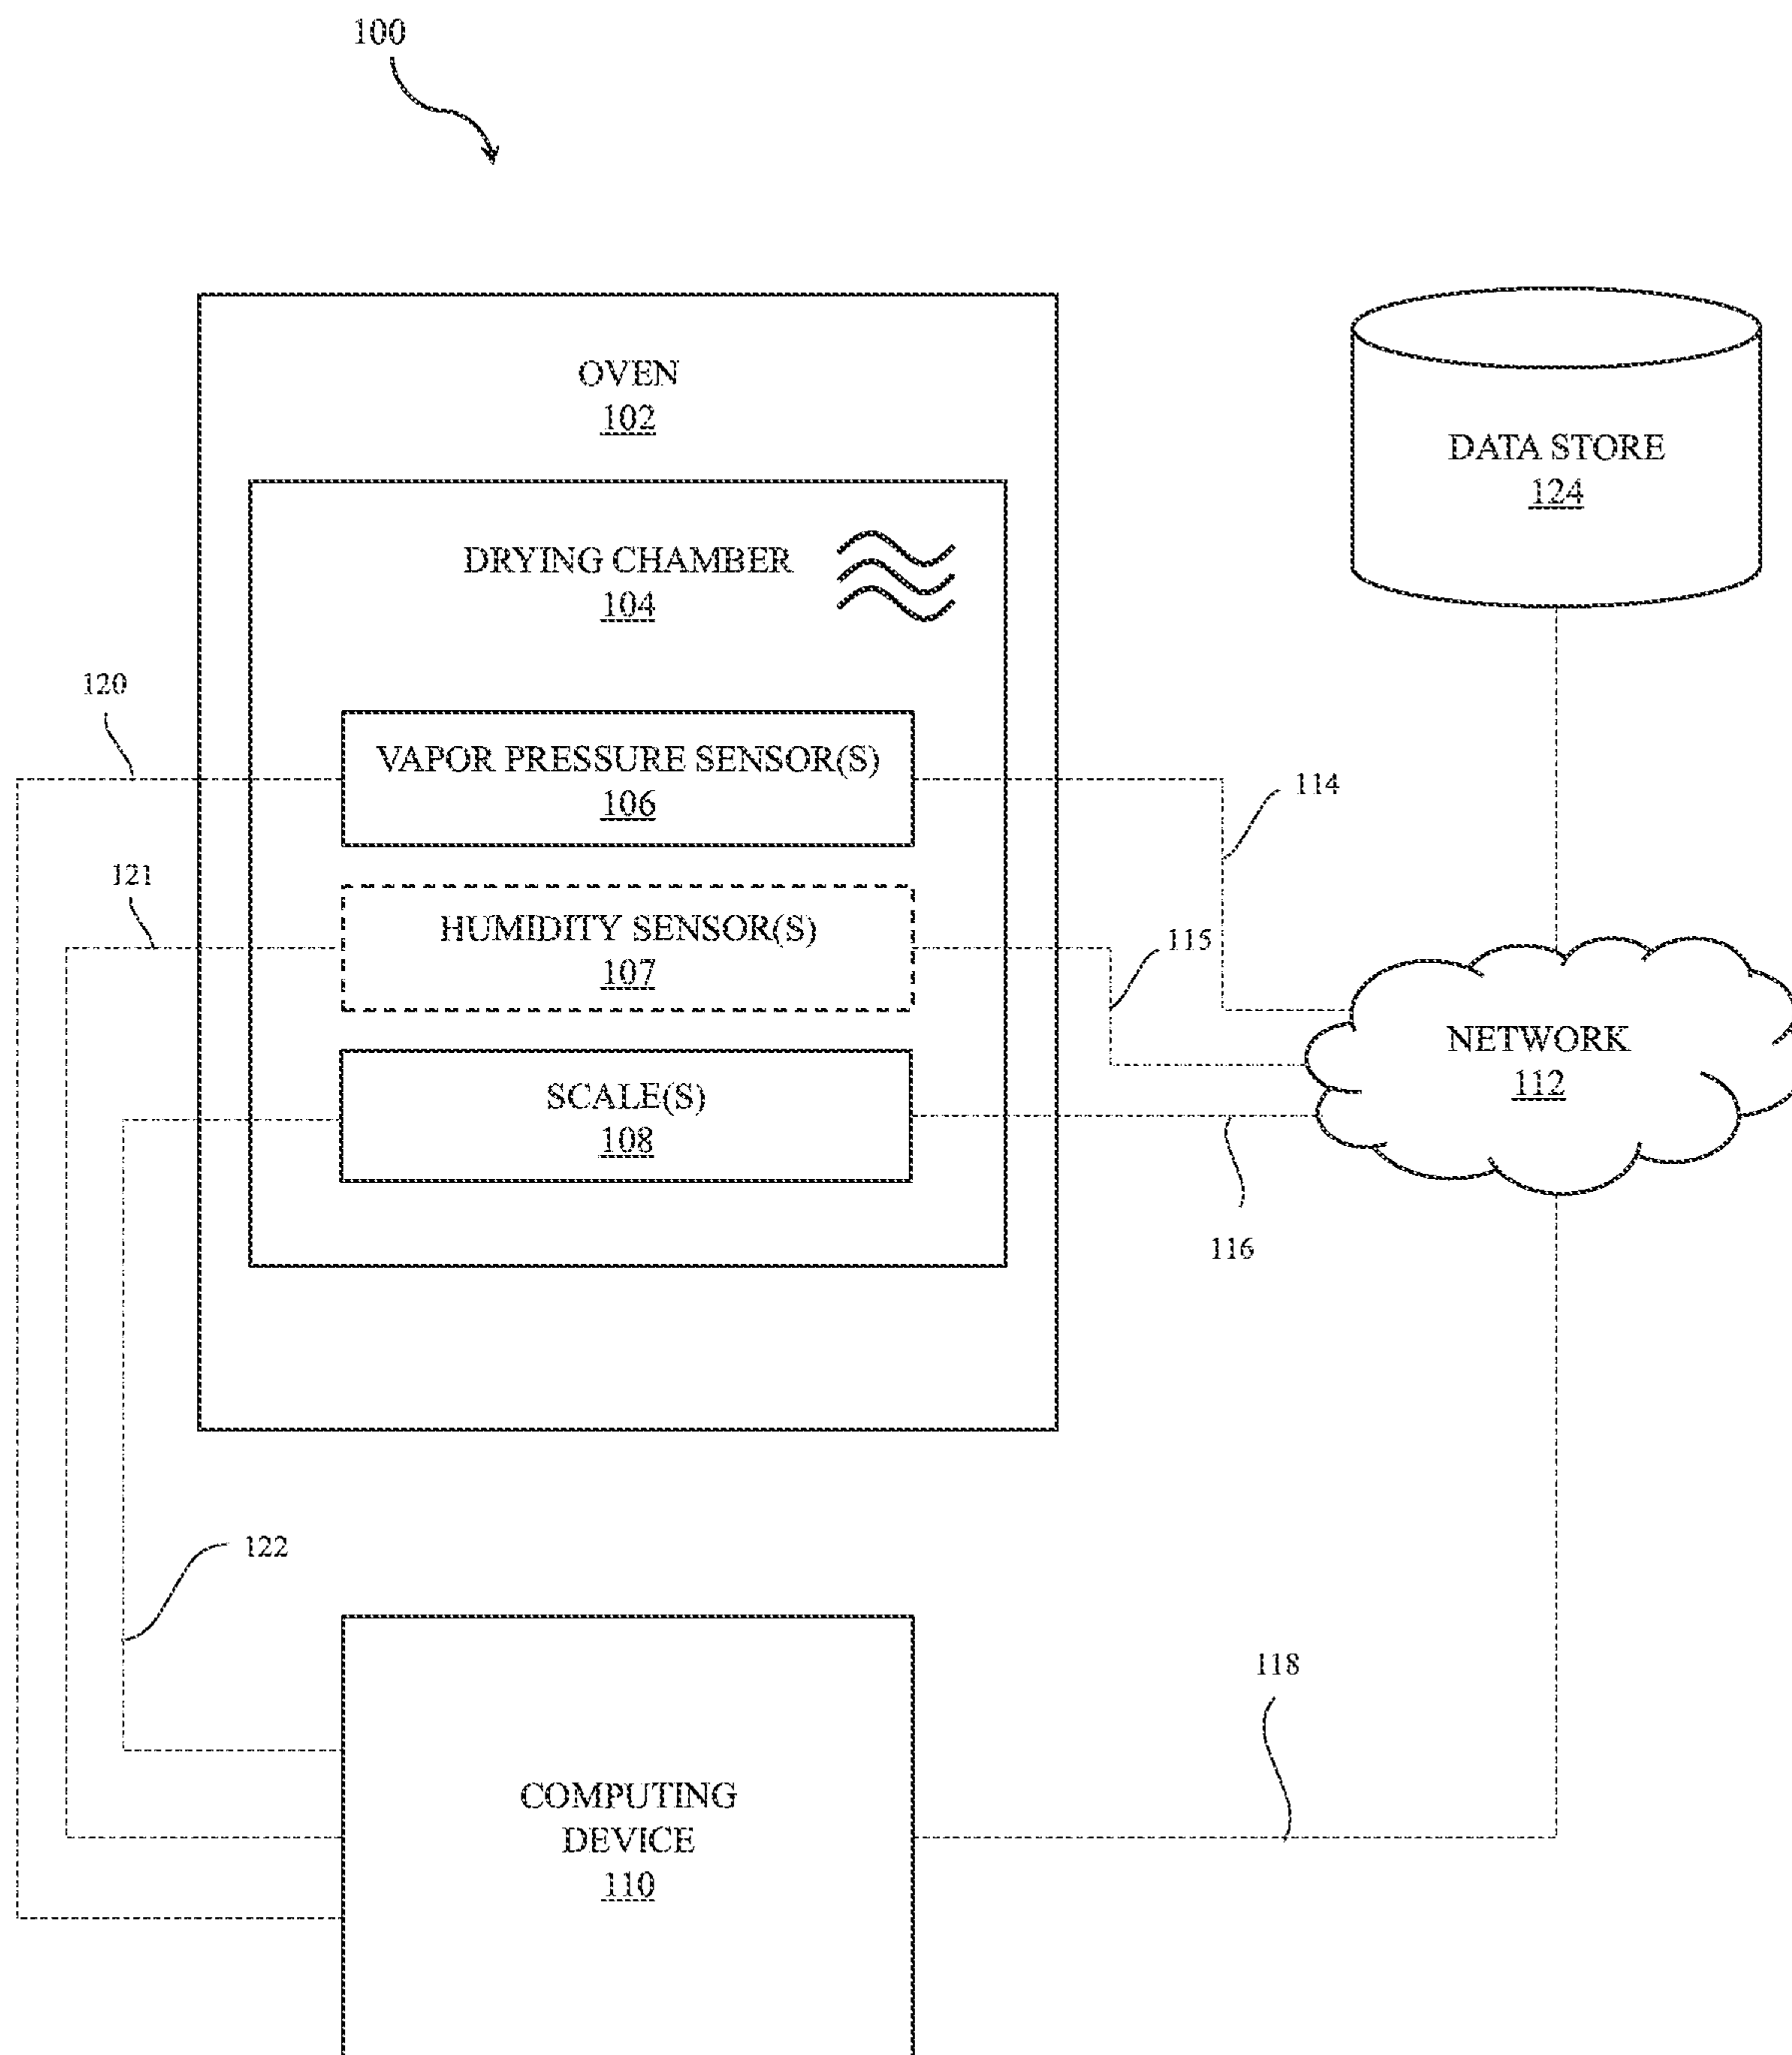 100
OVEN
102
DATA STORE
124
DRYING CHAMBER
104
120
VAPOR PRESSURE SENSOR(S)
106
114
121
HUMIDITY SENSOR(S)
107
115
NETWORK
112
SCALE(S)
108
116
122
118
COMPUTING
DEVICE
110